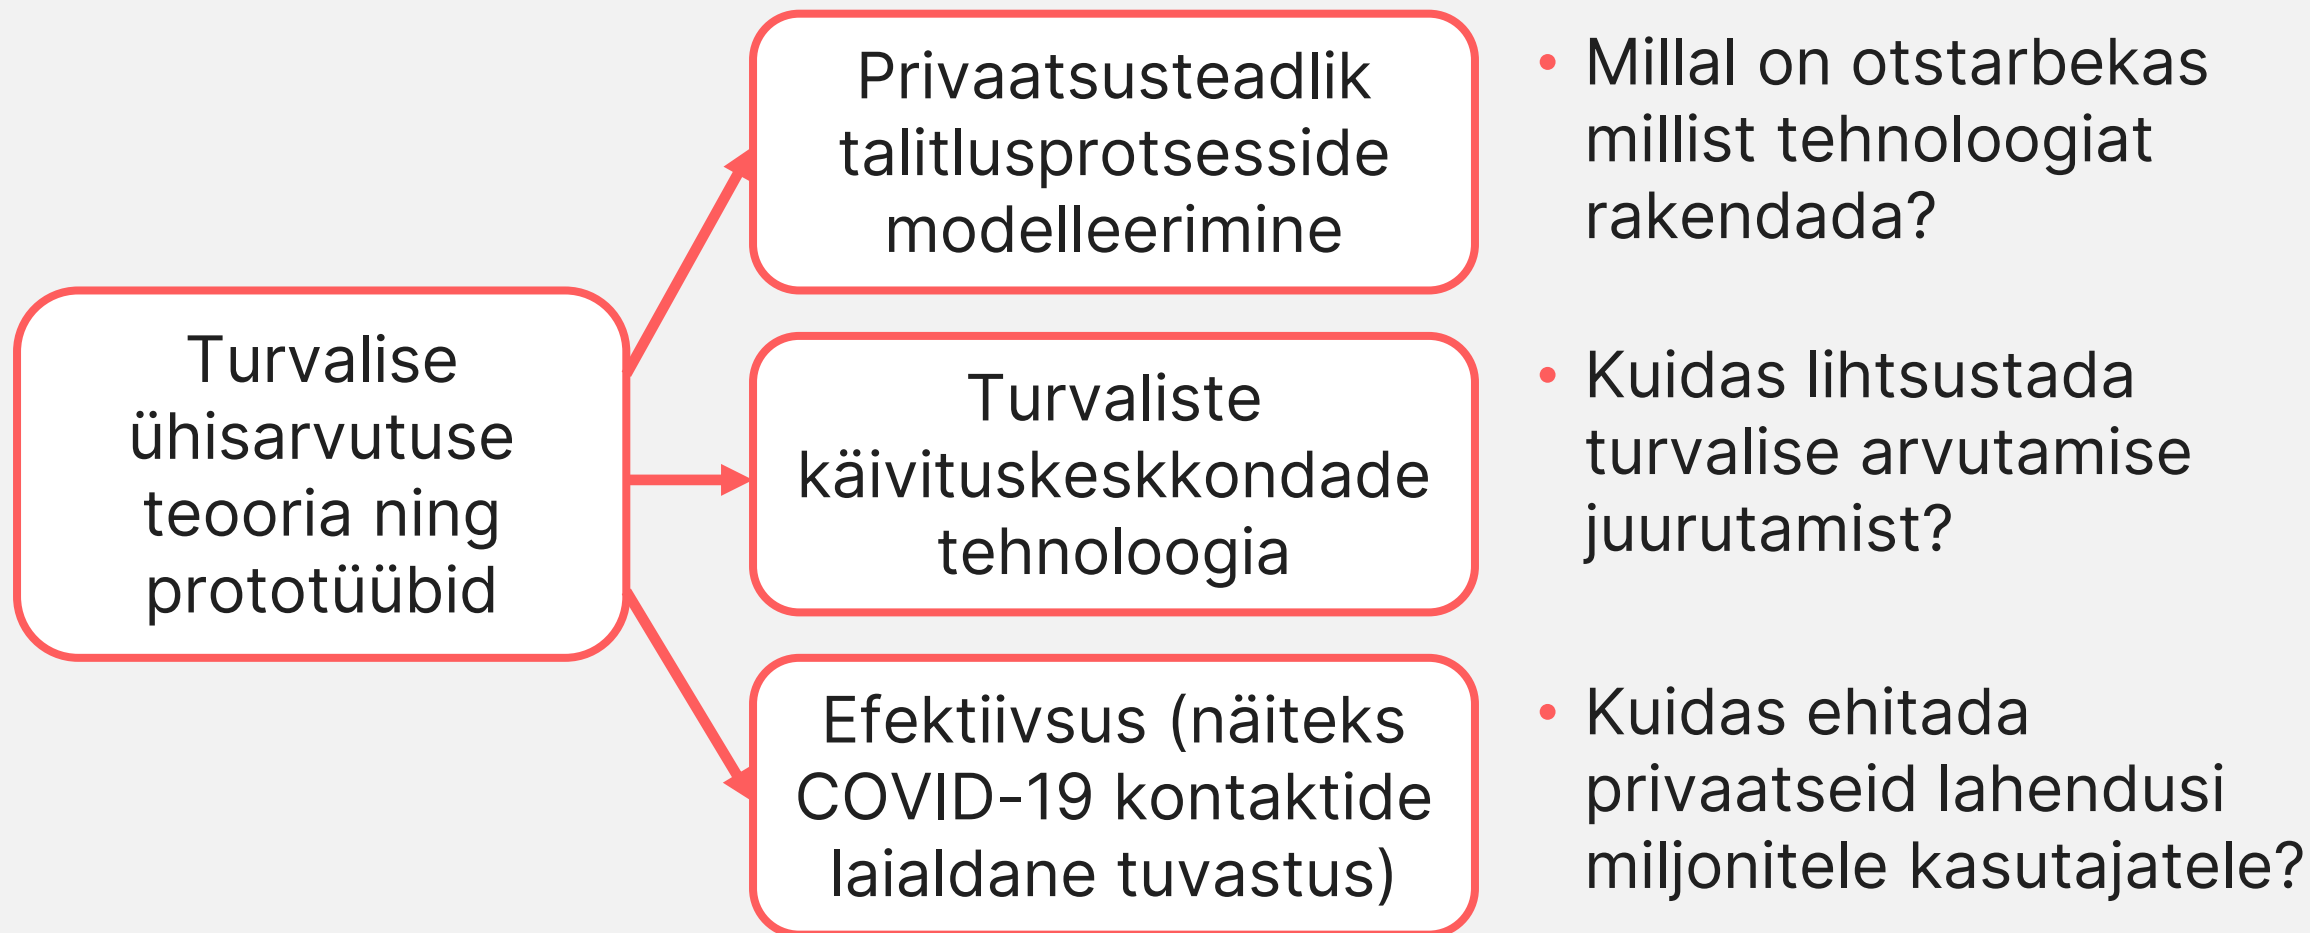 Turvalise
ühisarvutuse
teooria ning
prototüübid
Privaatsusteadlik
talitlusprotsesside
modelleerimine
• Millal on otstarbekas
millist tehnoloogiat
rakendada?
Turvaliste
käivituskeskkondade
tehnoloogia
• Kuidas lihtsustada
turvalise arvutamise
juurutamist?
Efektiivsus (näiteks
COVID-19 kontaktide
laialdane tuvastus)
• Kuidas ehitada
privaatseid lahendusi
miljonitele kasutajatele?